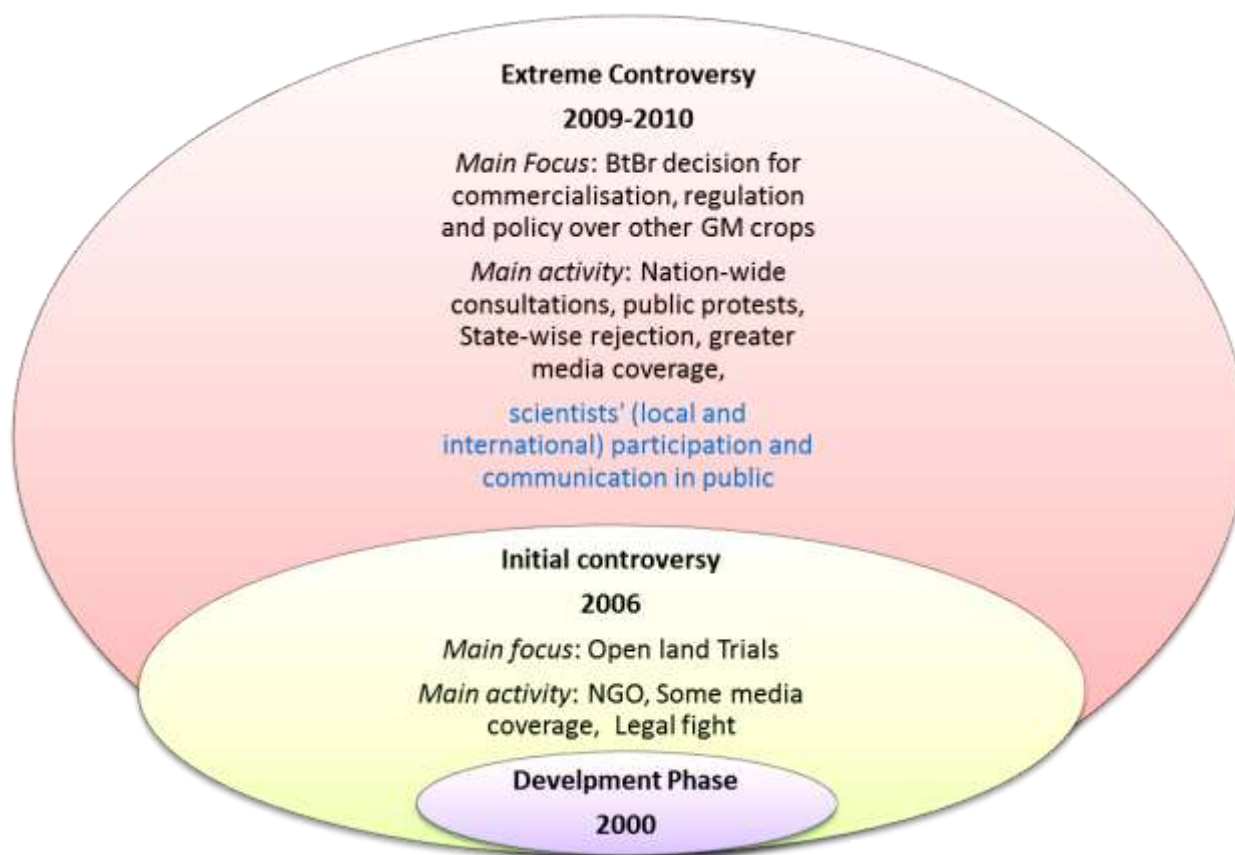 Extreme Controversy
2009-2010
Main Focus: BtBr decision for
commercialisation, regulation
and policy over other GM crops
Main activity: Nation-wide
consultations, public protests,
State-wise rejection, greater
media coverage,
scientists' (local and
international) participation and
communication in public
Initial controversy
2006
Main focus: Open land Trials
Main activity: NGO, Some media
coverage, Legal fight
Develpment Phase
2000